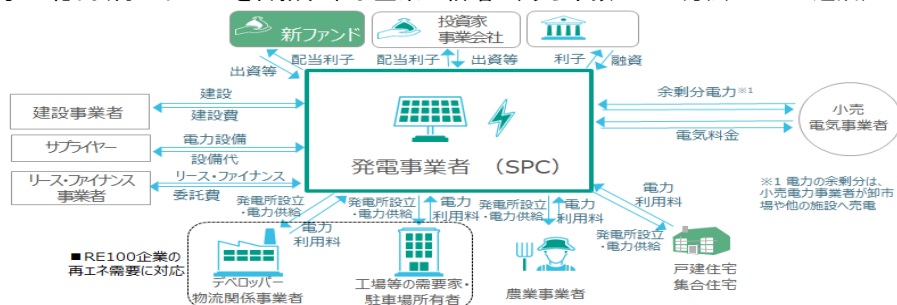 新ファンド
投資家
事業会社
出資等
配当利子
配当利子
出資等
利子
融資
建設事業者
建設
建設費
サプライヤー
電力設備
設備代
リース・ファイナンス
事業者
リース・ファイナンス
委託費
発電事業者 （SPC）
余剰分電力※1
電気料金
小売
電気事業者
※1 電力の余剰分は、
小売電力事業者が卸市
場や他の施設へ売電
発電所設立
・電力供給
電力
利用料
発電所設立
・電力供給
電力
利用料
発電所設立
・電力供給
電力
利用料
電力
利用料
発電所設立
・電力供給
■RE100企業の
再エネ需要に対応
デベロッパー
物流関係事業者
工場等の需要家・
駐車場所有者
農業事業者
戸建住宅
集合住宅